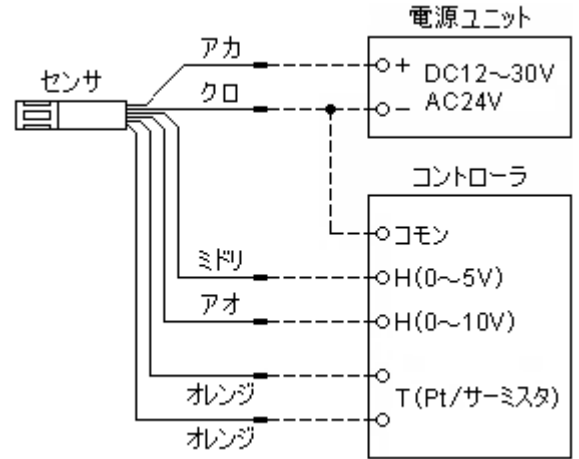 電源ユニット
アカ
+ DC12～30V
センサ
クロ
- AC24V
コントローラ
コモン
ミドリ
H(0～5V)
アオ
H(0～10V)
オレンジ
T(Pt/サーミスタ)
オレンジ